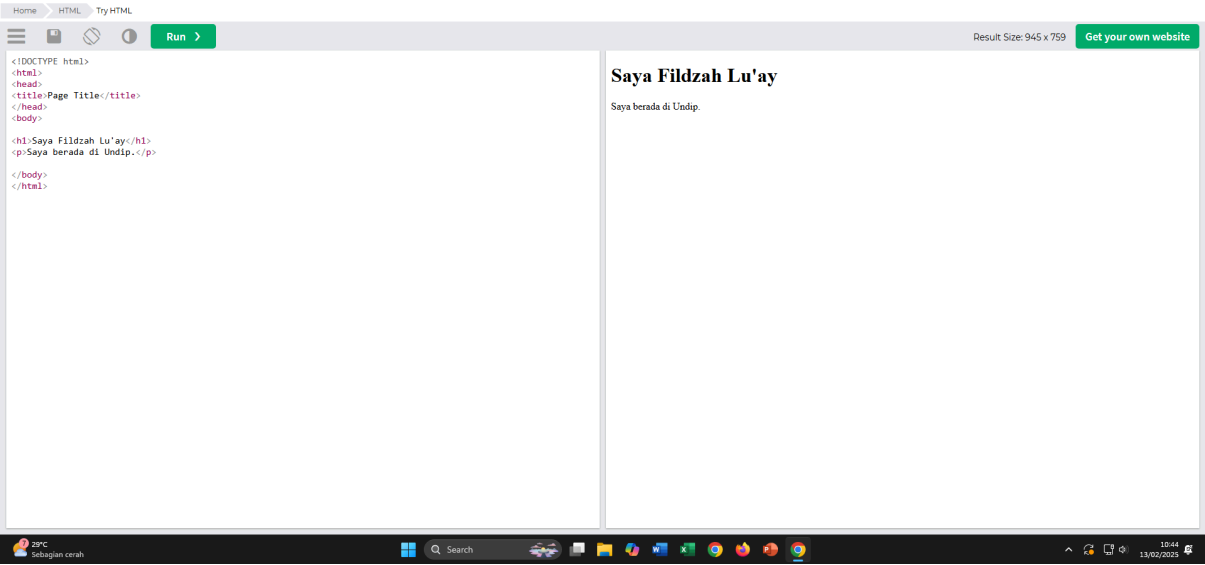 Home HTML Try HTML
Run ❯
Result Size: 945 x 759
Get your own website
<!DOCTYPE html>
<html>
<head>
<title>Page Title</title>
</head>
<body>
<h1>Saya Fildzah Lu'ay</h1>
<p>Saya berada di Undip.</p>
</body>
</html>
Saya Fildzah Lu'ay
Saya berada di Undip.
7
29°C
Sebagian cerah
Search
10:44
13/02/2025